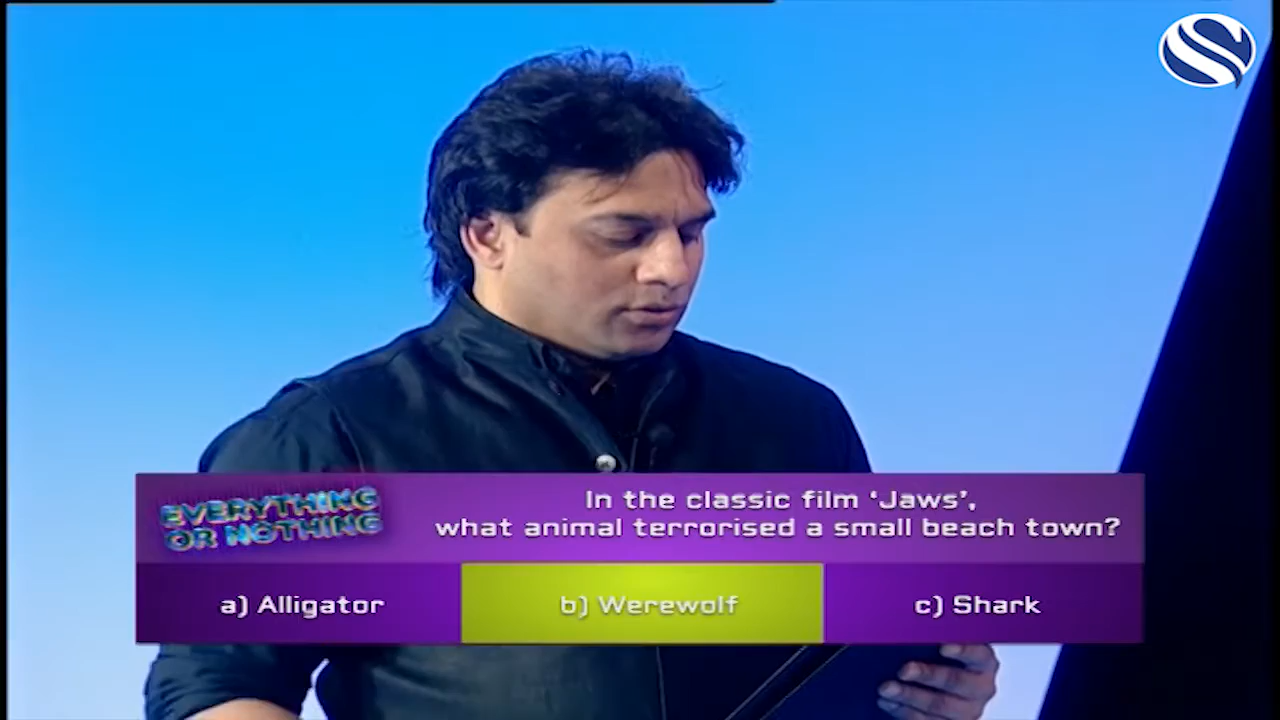 EVERYTHING
OR NOTHING
In the classic film ‘Jaws’,
what animal terrorised a small beach town?
a) Alligator
b) Werewolf
c) Shark